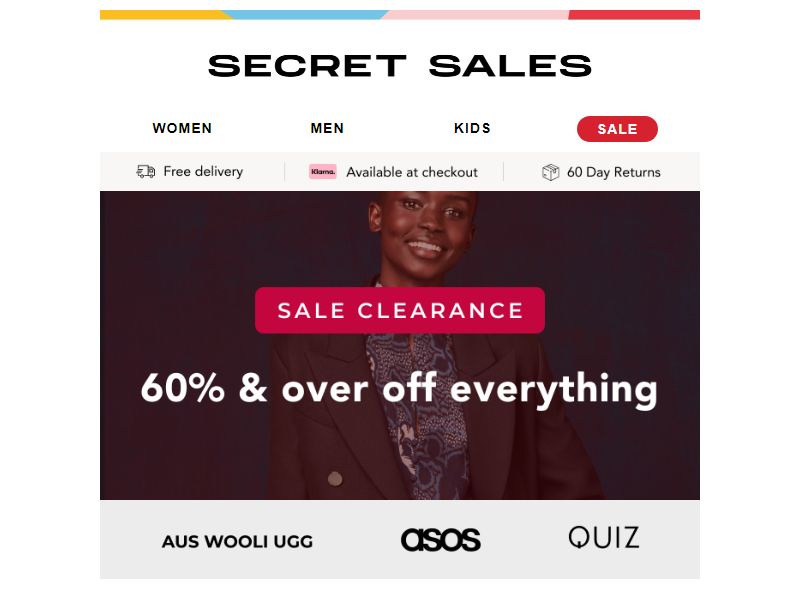 SECRET SALES
WOMEN MEN KIDS SALE
Free delivery Klarna. Available at checkout 60 Day Returns
SALE CLEARANCE
60% & over off everything
AUS WOOLI UGG asos QUIZ